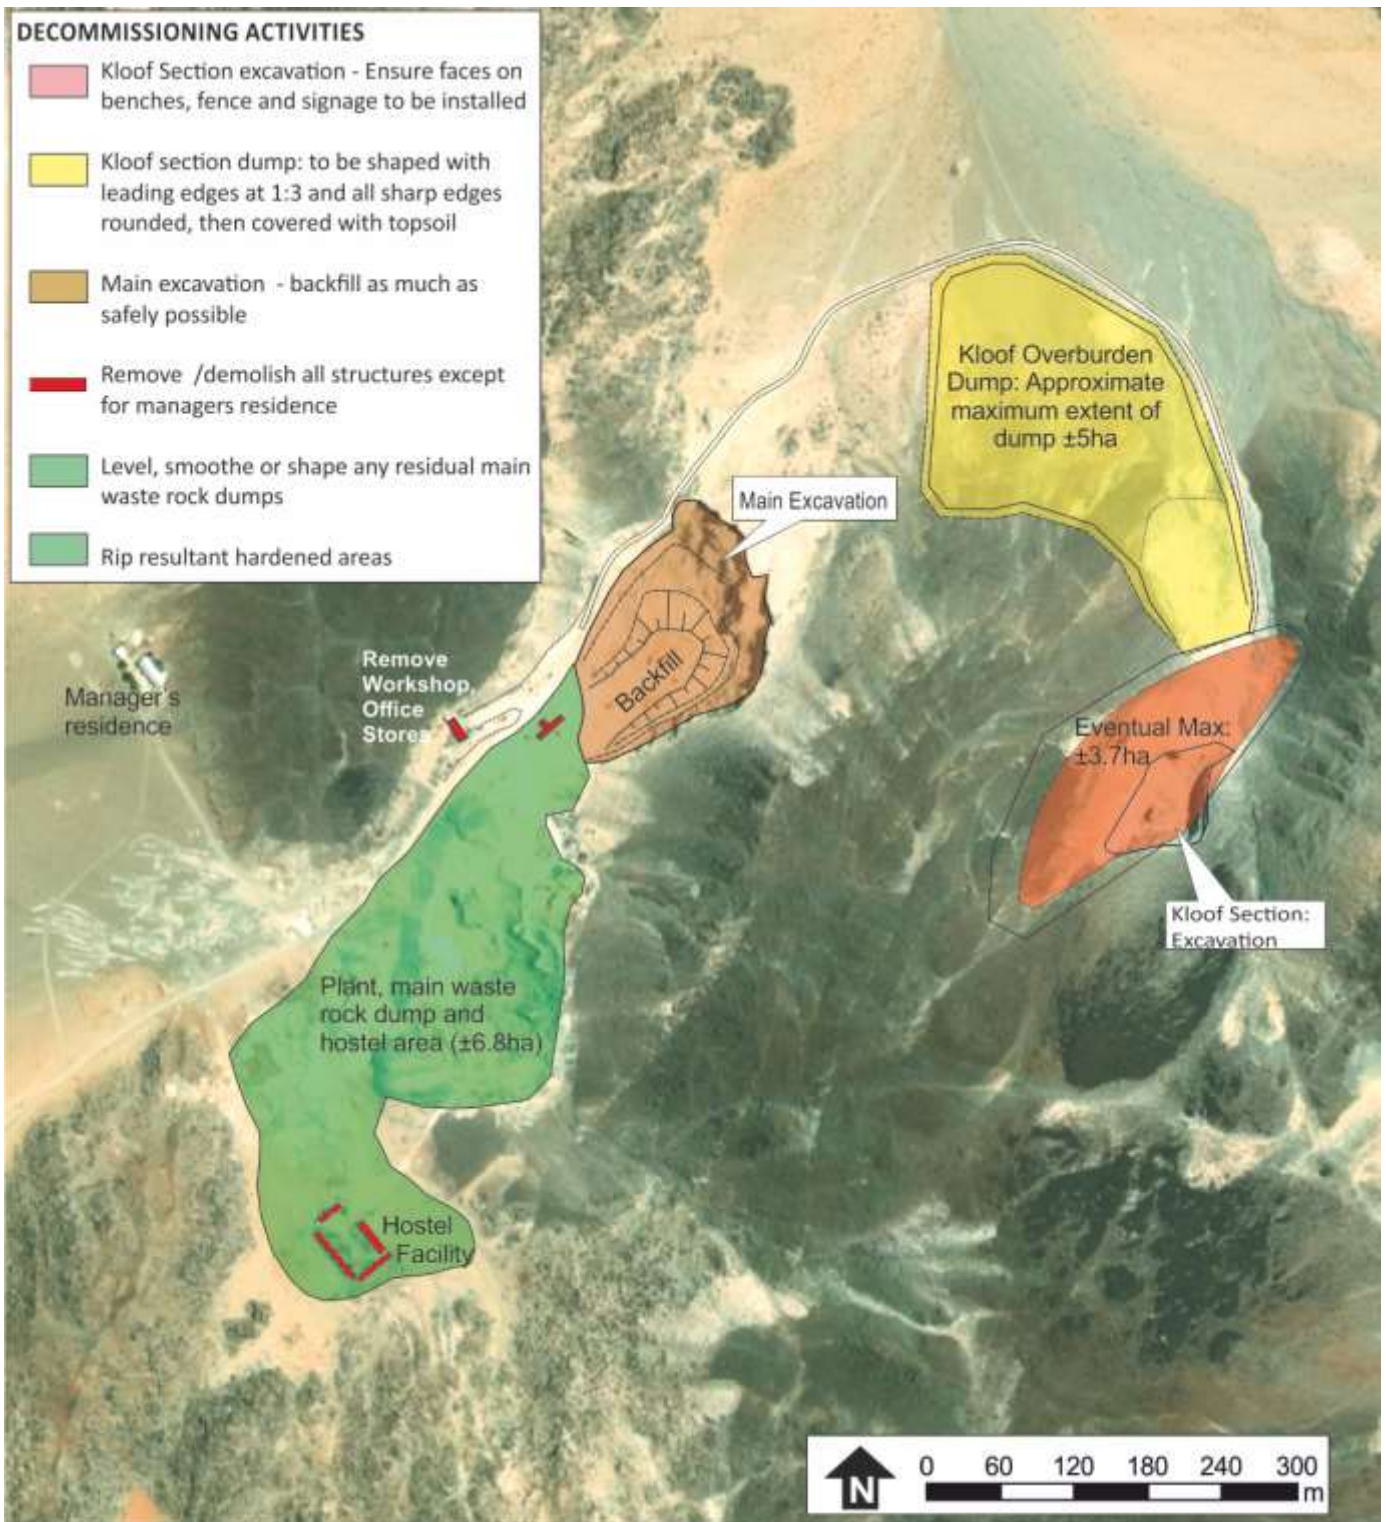 DECOMMISSIONING ACTIVITIES
Kloof Section excavation - Ensure faces on
benches, fence and signage to be installed
Kloof section dump: to be shaped with
leading edges at 1:3 and all sharp edges
rounded, then covered with topsoil
Main excavation - backfill as much as
safely possible
Remove /demolish all structures except
for managers residence
Level, smoothe or shape any residual main
waste rock dumps
Rip resultant hardened areas
Kloof Overburden
Dump: Approximate
maximum extent of
dump ±5ha
Main Excavation
Backfill
Remove
Workshop,
Office
Stores
Manager's
residence
Eventual Max:
±3.7ha
Kloof Section:
Excavation
Plant, main waste
rock dump and
hostel area (±6.8ha)
Hostel
Facility
N
0 60 120 180 240 300
m